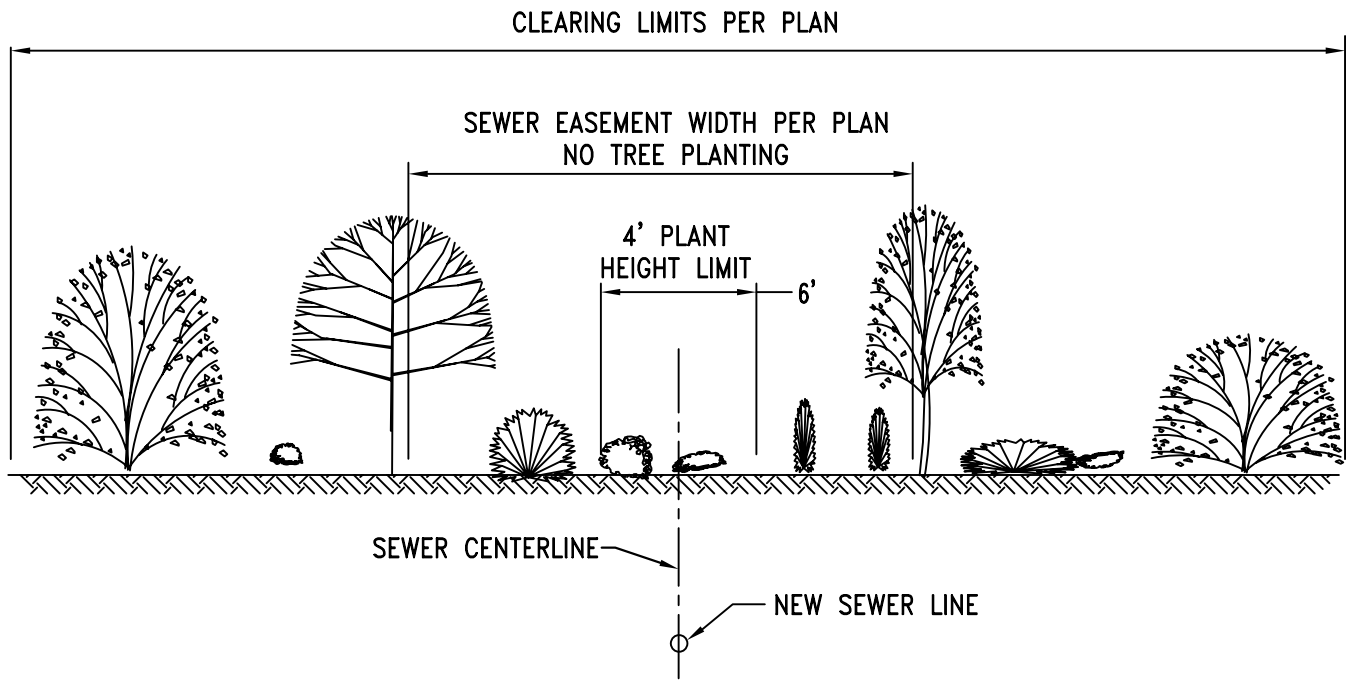 CLEARING LIMITS PER PLAN
SEWER EASEMENT WIDTH PER PLAN
NO TREE PLANTING
4' PLANT
HEIGHT LIMIT
6'
SEWER CENTERLINE
NEW SEWER LINE